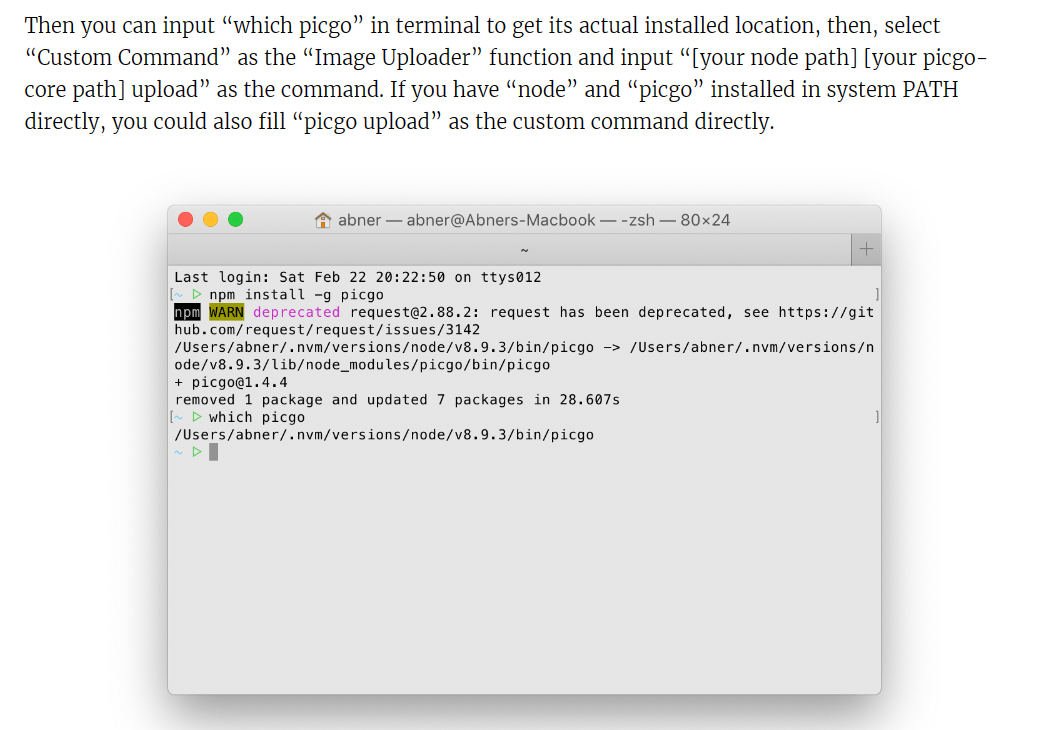 Then you can input “which picgo” in terminal to get its actual installed location, then, select
“Custom Command” as the “Image Uploader” function and input “[your node path] [your picgo-
core path] upload” as the command. If you have “node” and “picgo” installed in system PATH
directly, you could also fill “picgo upload” as the custom command directly.
abner — abner@Abners-Macbook — -zsh — 80×24
~
Last login: Sat Feb 22 20:22:50 on ttys012
[~ ▷ npm install -g picgo ]
npm WARN deprecated request@2.88.2: request has been deprecated, see https://git
hub.com/request/request/issues/3142
/Users/abner/.nvm/versions/node/v8.9.3/bin/picgo -> /Users/abner/.nvm/versions/n
ode/v8.9.3/lib/node_modules/picgo/bin/picgo
+ picgo@1.4.4
removed 1 package and updated 7 packages in 28.607s
[~ ▷ which picgo ]
/Users/abner/.nvm/versions/node/v8.9.3/bin/picgo
~ ▷